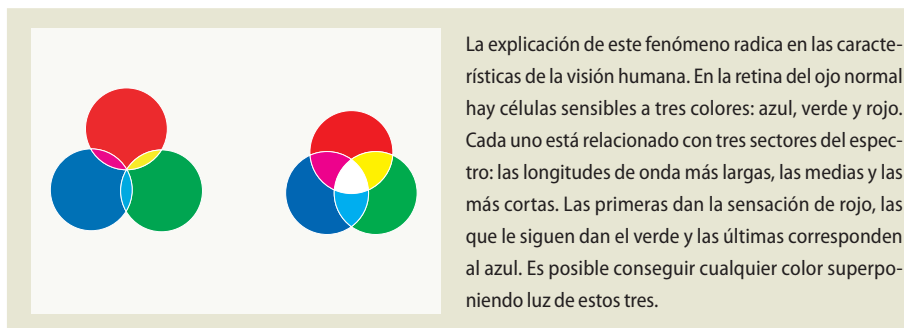 La explicación de este fenómeno radica en las caracte-
rísticas de la visión humana. En la retina del ojo normal
hay células sensibles a tres colores: azul, verde y rojo.
Cada uno está relacionado con tres sectores del espec-
tro: las longitudes de onda más largas, las medias y las
más cortas. Las primeras dan la sensación de rojo, las
que le siguen dan el verde y las últimas corresponden
al azul. Es posible conseguir cualquier color superpo-
niendo luz de estos tres.